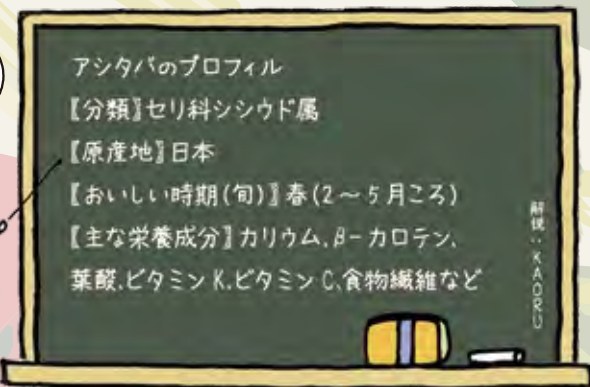 アシタバのプロフィル
〖分類〗セリ科シシウド属
〖原産地〗日本
〖おいしい時期(旬)〗春(2〜5月ころ)
〖主な栄養成分〗カリウム、β-カロテン、
葉酸、ビタミンK、ビタミンC、食物繊維など
解説：KAORU